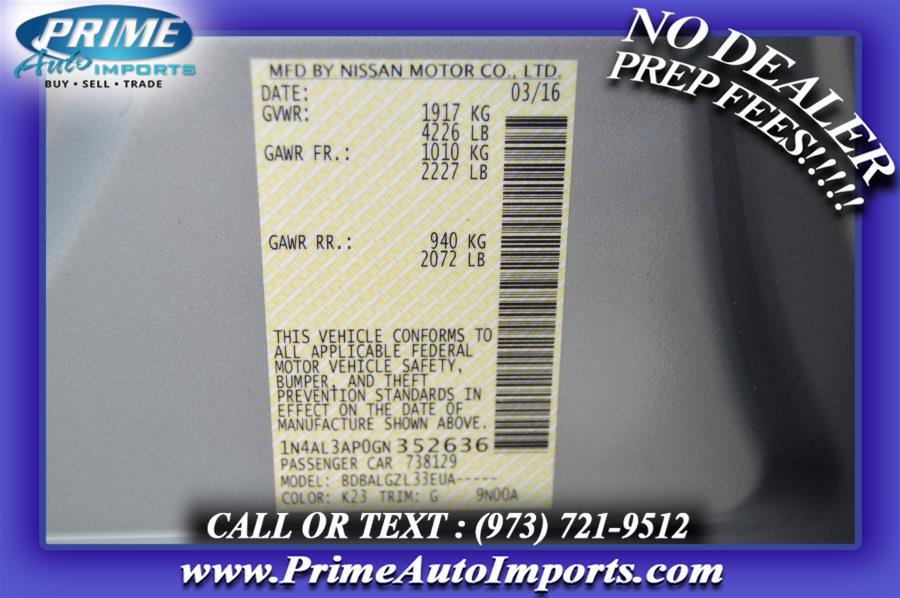 PRIME
Auto IMPORTS
BUY • SELL • TRADE
NO DEALER
PREP FEES!!!!!
MFD BY NISSAN MOTOR CO., LTD.
DATE: 03/16
GVWR: 1917 KG
4226 LB
GAWR FR.: 1010 KG
2227 LB
GAWR RR.: 940 KG
2072 LB
THIS VEHICLE CONFORMS TO
ALL APPLICABLE FEDERAL
MOTOR VEHICLE SAFETY,
BUMPER, AND THEFT
PREVENTION STANDARDS IN
EFFECT ON THE DATE OF
MANUFACTURE SHOWN ABOVE.
1N4AL3AP0GN352636
PASSENGER CAR 738129
MODEL: BDBALGZL33EUA-----
COLOR: K23 TRIM: G 9N00A
CALL OR TEXT : (973) 721-9512
www.PrimeAutoImports.com